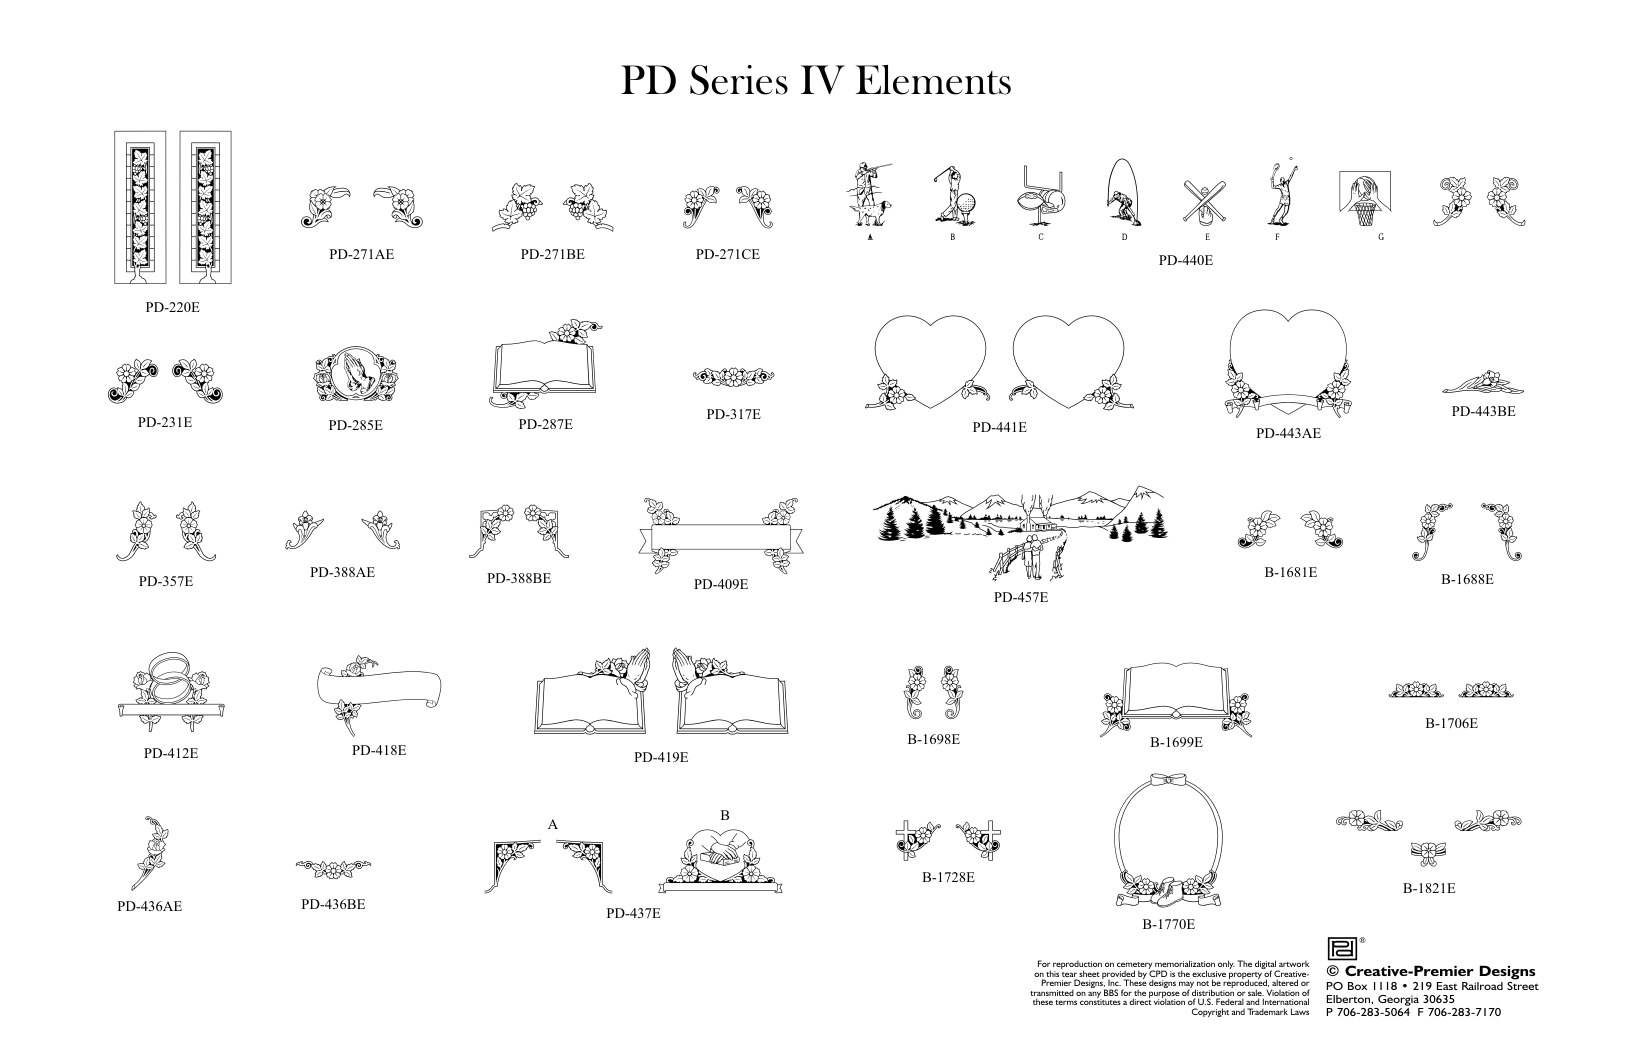 PD Series IV Elements
A
B
C
D
E
F
G
PD-271AE
PD-271BE
PD-271CE
PD-440E
PD-220E
PD-231E
PD-285E
PD-287E
PD-317E
PD-441E
PD-443AE
PD-443BE
PD-357E
PD-388AE
PD-388BE
PD-409E
PD-457E
B-1681E
B-1688E
PD-412E
PD-418E
PD-419E
B-1698E
B-1699E
B-1706E
A
B
PD-436AE
PD-436BE
PD-437E
B-1728E
B-1770E
B-1821E
For reproduction on cemetery memorialization only. The digital artwork
on this tear sheet provided by CPD is the exclusive property of Creative-
Premier Designs, Inc. These designs may not be reproduced, altered or
transmitted on any BBS for the purpose of distribution or sale. Violation of
these terms constitutes a direct violation of U.S. Federal and International
Copyright and Trademark Laws
®
© Creative-Premier Designs
PO Box 1118 • 219 East Railroad Street
Elberton, Georgia 30635
P 706-283-5064 F 706-283-7170